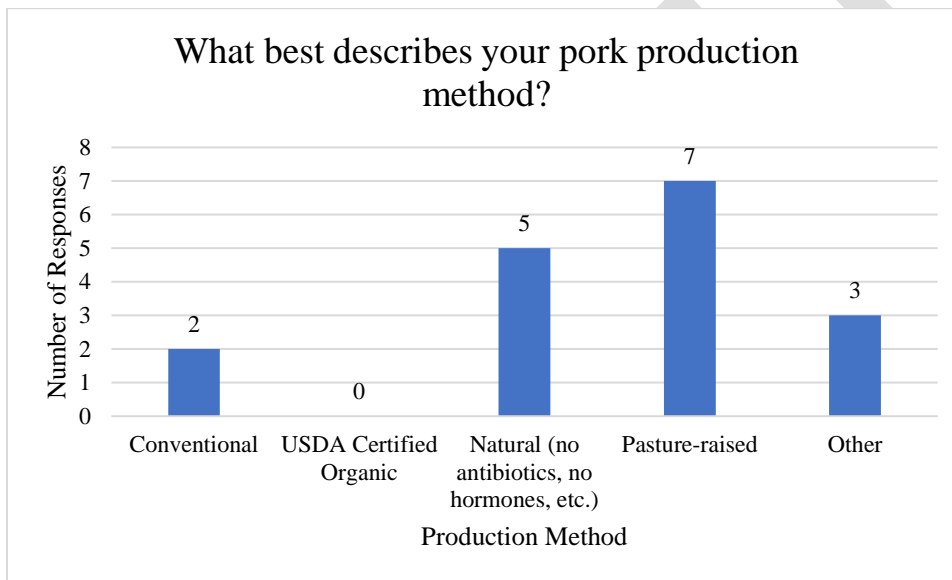 What best describes your pork production
method?
Number of Responses
8
7
6
5
4
3
2
1
0
2
0
5
7
3
Conventional
USDA Certified
Organic
Natural (no
antibiotics, no
hormones, etc.)
Pasture-raised
Other
Production Method